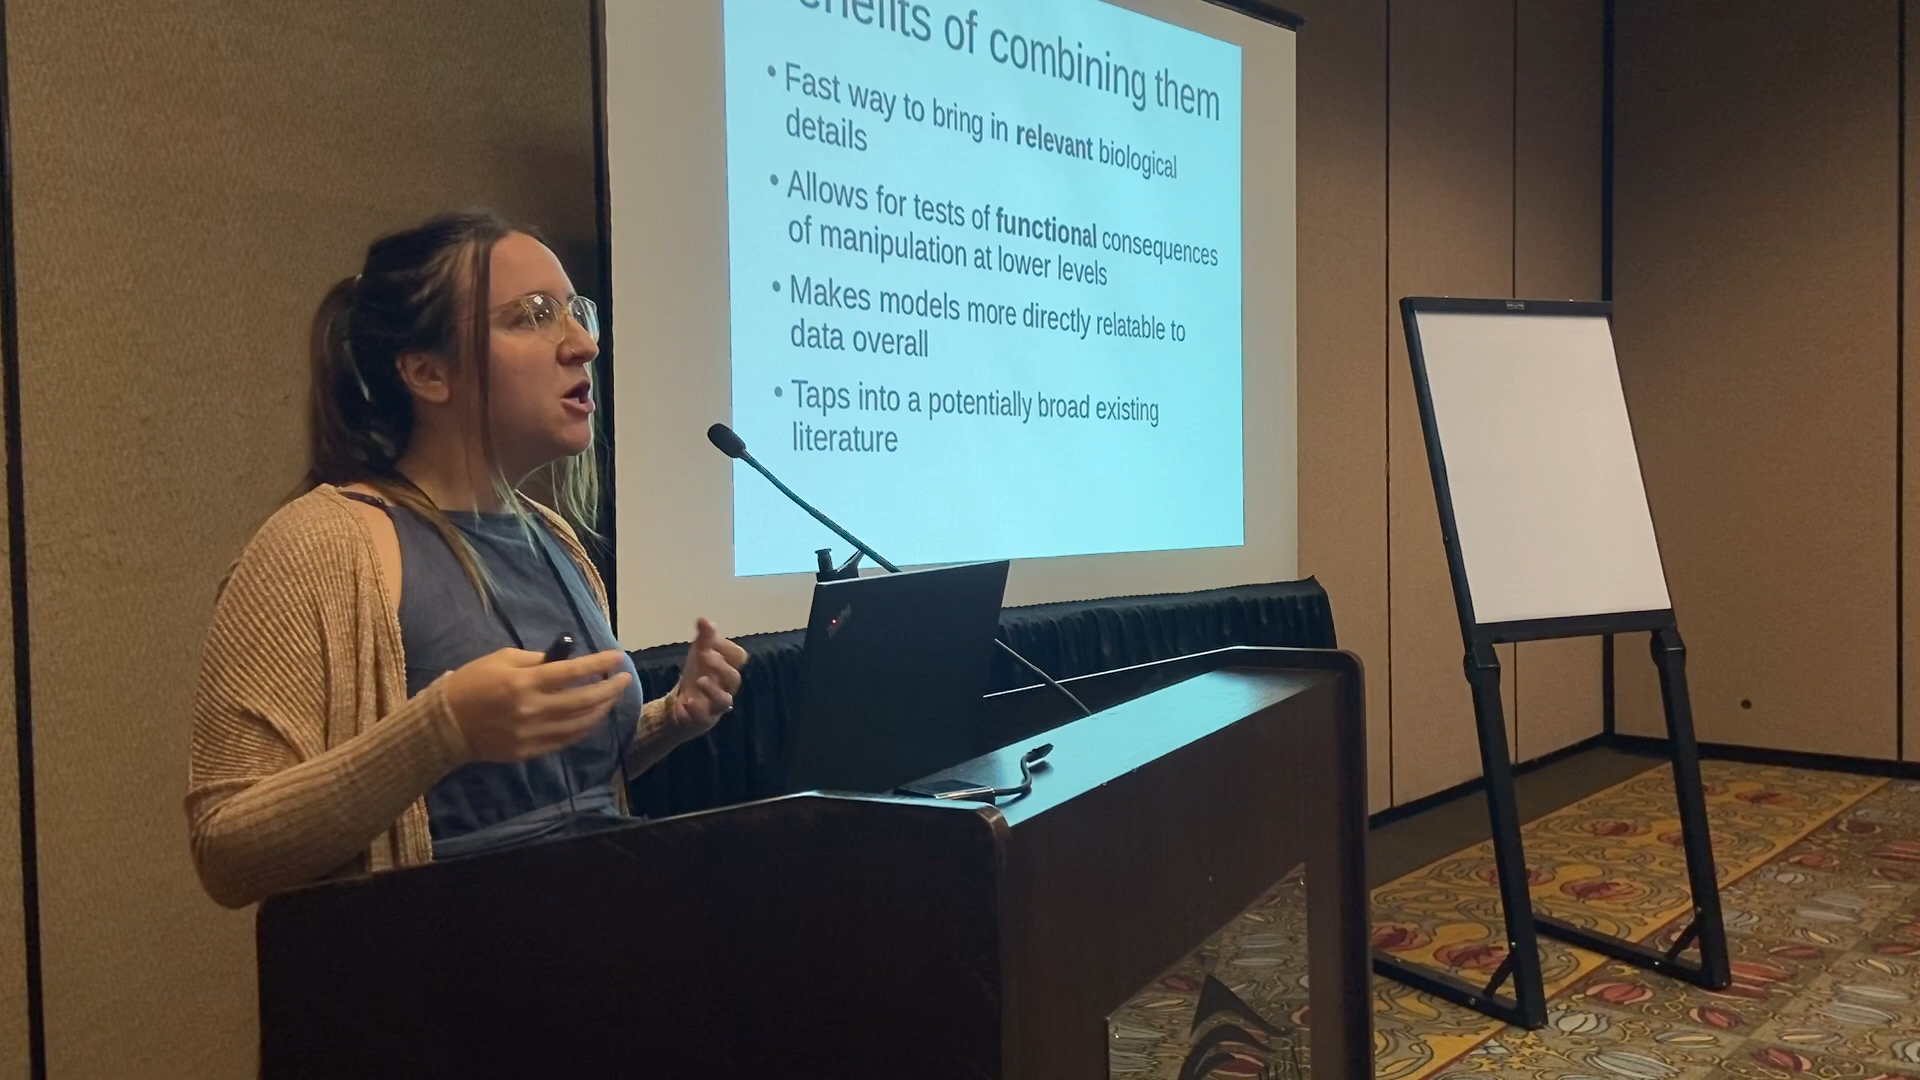 of combining them
• Fast way to bring in relevant biological
details
• Allows for tests of functional consequences
of manipulation at lower levels
• Makes models more directly relatable to
data overall
• Taps into a potentially broad existing
literature